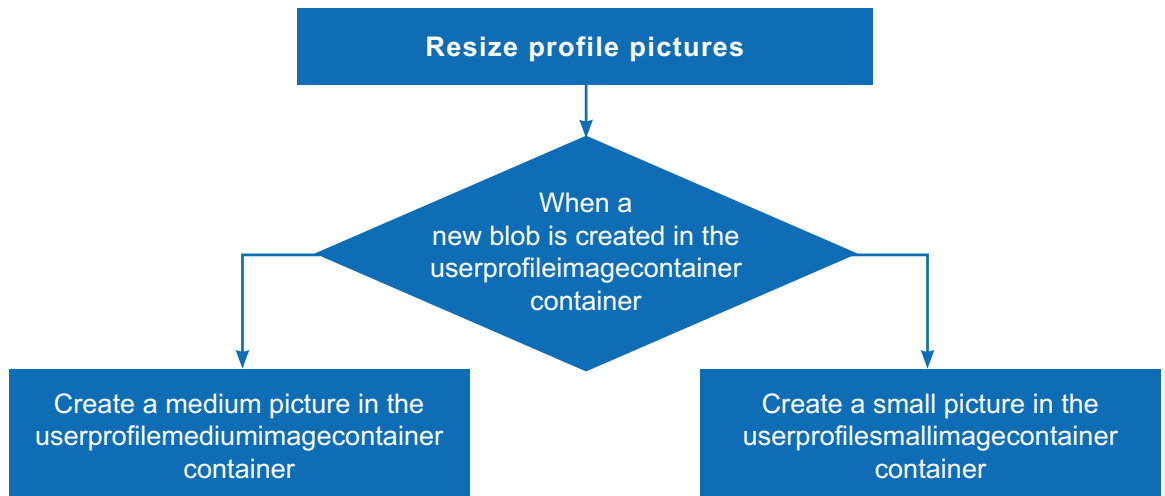 Resize profile pictures
When a
new blob is created in the
userprofileimagecontainer
container
Create a medium picture in the
userprofilemediumimagecontainer
container
Create a small picture in the
userprofilesmallimagecontainer
container